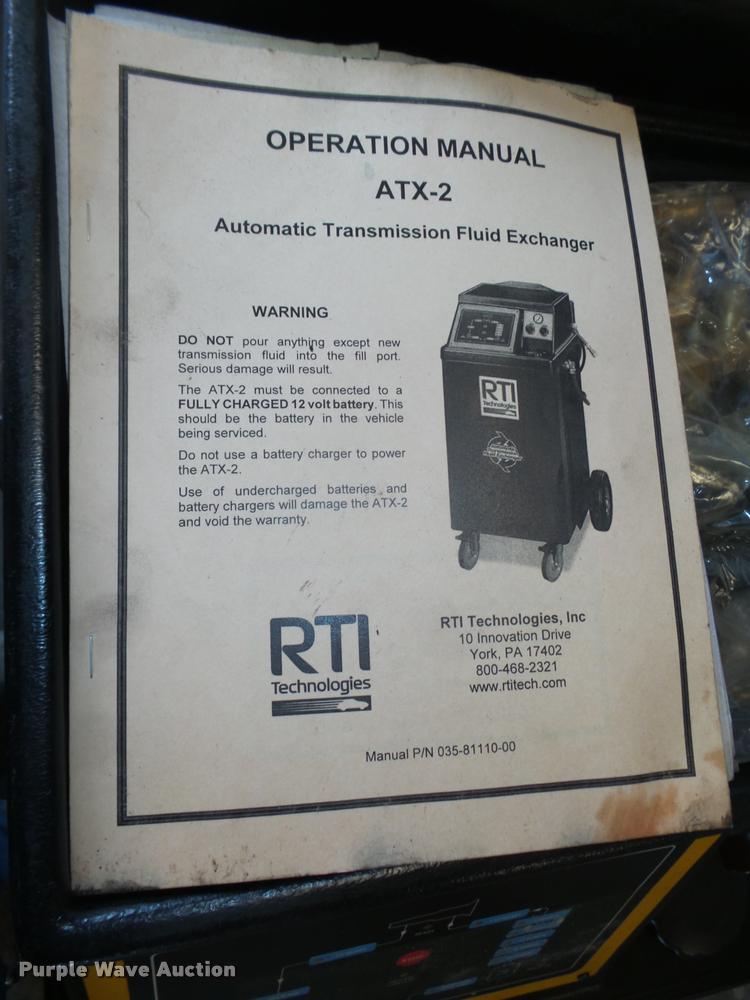 OPERATION MANUAL
ATX-2
Automatic Transmission Fluid Exchanger
WARNING
DO NOT pour anything except new
transmission fluid into the fill port.
Serious damage will result.
The ATX-2 must be connected to a
FULLY CHARGED 12 volt battery. This
should be the battery in the vehicle
being serviced.
Do not use a battery charger to power
the ATX-2.
Use of undercharged batteries and
battery chargers will damage the ATX-2
and void the warranty.
RTI
Technologies
RTI
Technologies
RTI Technologies, Inc
10 Innovation Drive
York, PA 17402
800-468-2321
www.rtitech.com
Manual P/N 035-81110-00
Purple Wave Auction